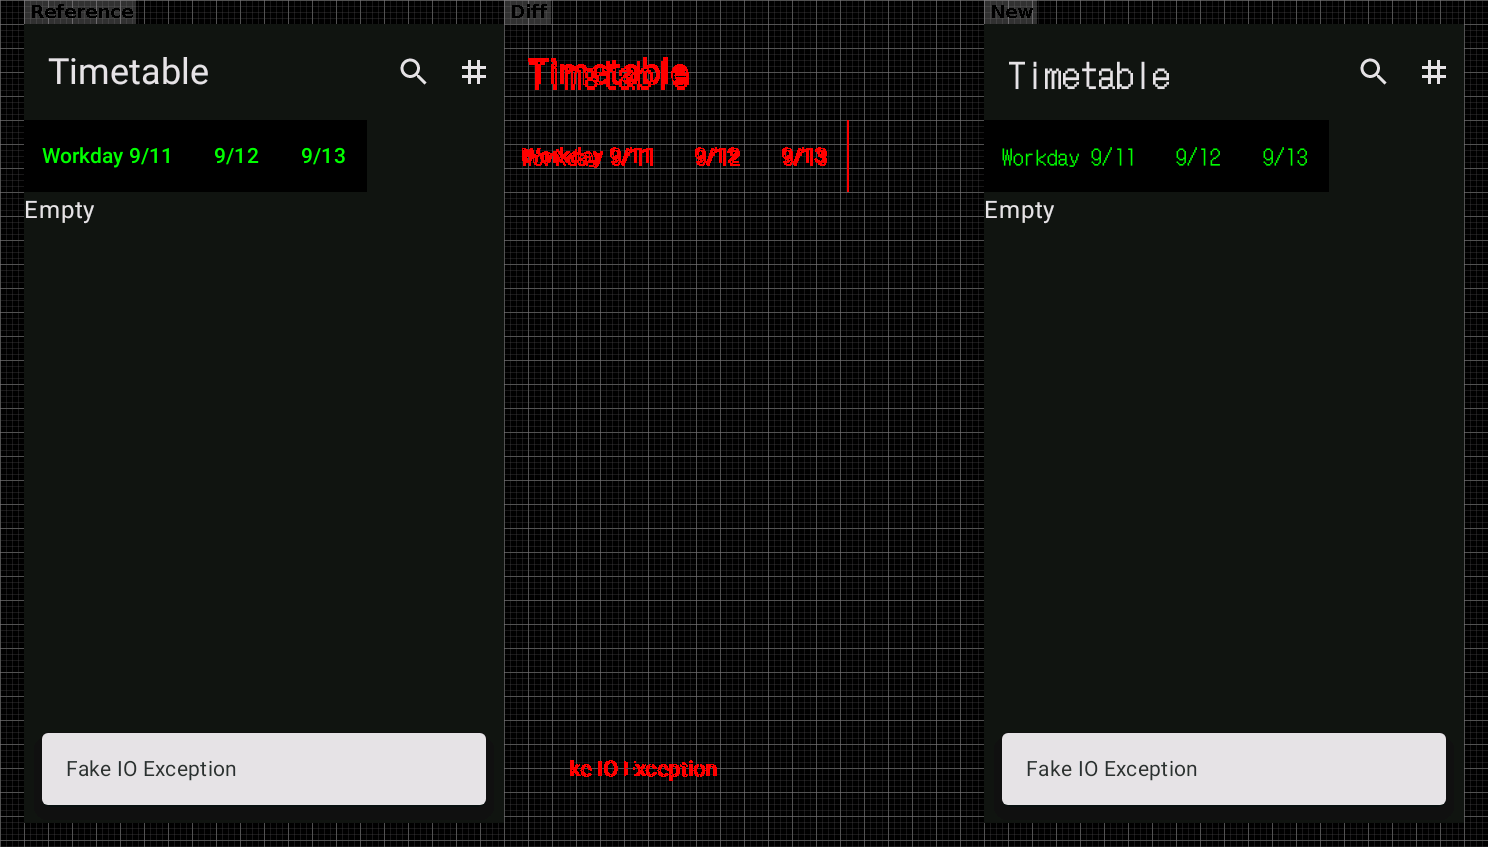 Reference Diff New
Timetable
Workday 9/11 9/12 9/13
Empty
Fake IO Exception
Timetable
Workday 9/11 9/12 9/13
ke IO Exception
Timetable
Workday 9/11 9/12 9/13
Empty
Fake IO Exception